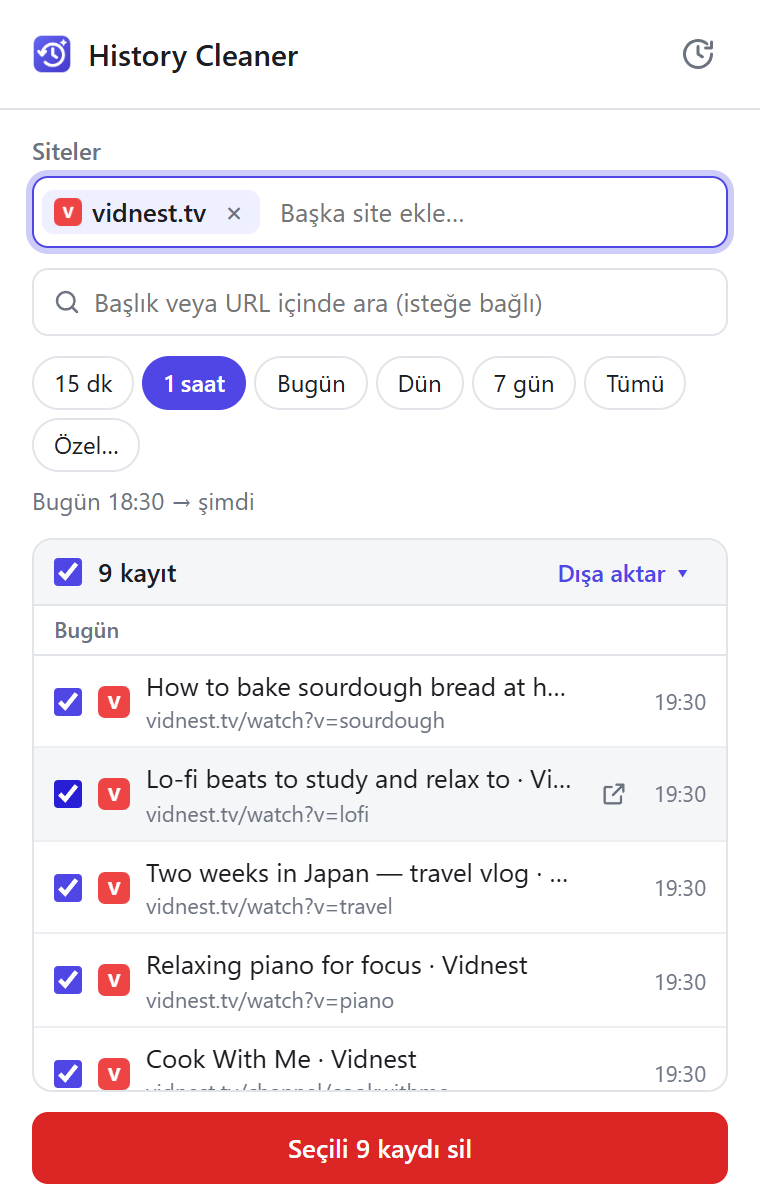 History Cleaner
Siteler
v vidnest.tv × Başka site ekle...
Başlık veya URL içinde ara (isteğe bağlı)
15 dk 1 saat Bugün Dün 7 gün Tümü
Özel...
Bugün 18:30 → şimdi
9 kayıt Dışa aktar ▼
Bugün
v How to bake sourdough bread at h... 19:30
vidnest.tv/watch?v=sourdough
v Lo-fi beats to study and relax to · Vi... 19:30
vidnest.tv/watch?v=lofi
v Two weeks in Japan — travel vlog · ... 19:30
vidnest.tv/watch?v=travel
v Relaxing piano for focus · Vidnest 19:30
vidnest.tv/watch?v=piano
v Cook With Me · Vidnest 19:30
vidnest.tv/channel/cookwithme
Seçili 9 kaydı sil